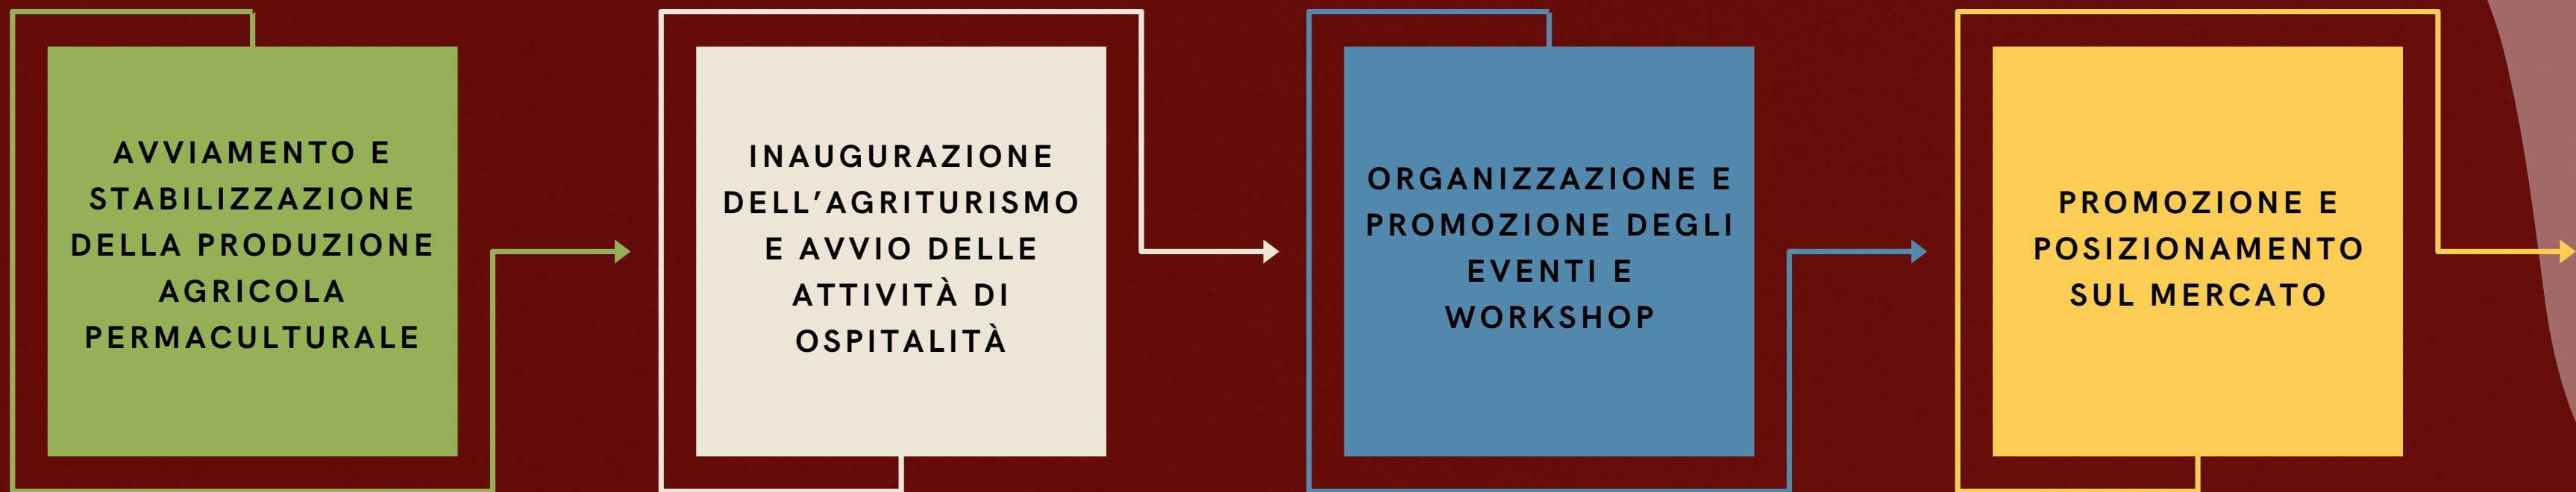 AVVIAMENTO E
STABILIZZAZIONE
DELLA PRODUZIONE
AGRICOLA
PERMACULTURALE
INAUGURAZIONE
DELL’AGRITURISMO
E AVVIO DELLE
ATTIVITÀ DI
OSPITALITÀ
ORGANIZZAZIONE E
PROMOZIONE DEGLI
EVENTI E
WORKSHOP
PROMOZIONE E
POSIZIONAMENTO
SUL MERCATO